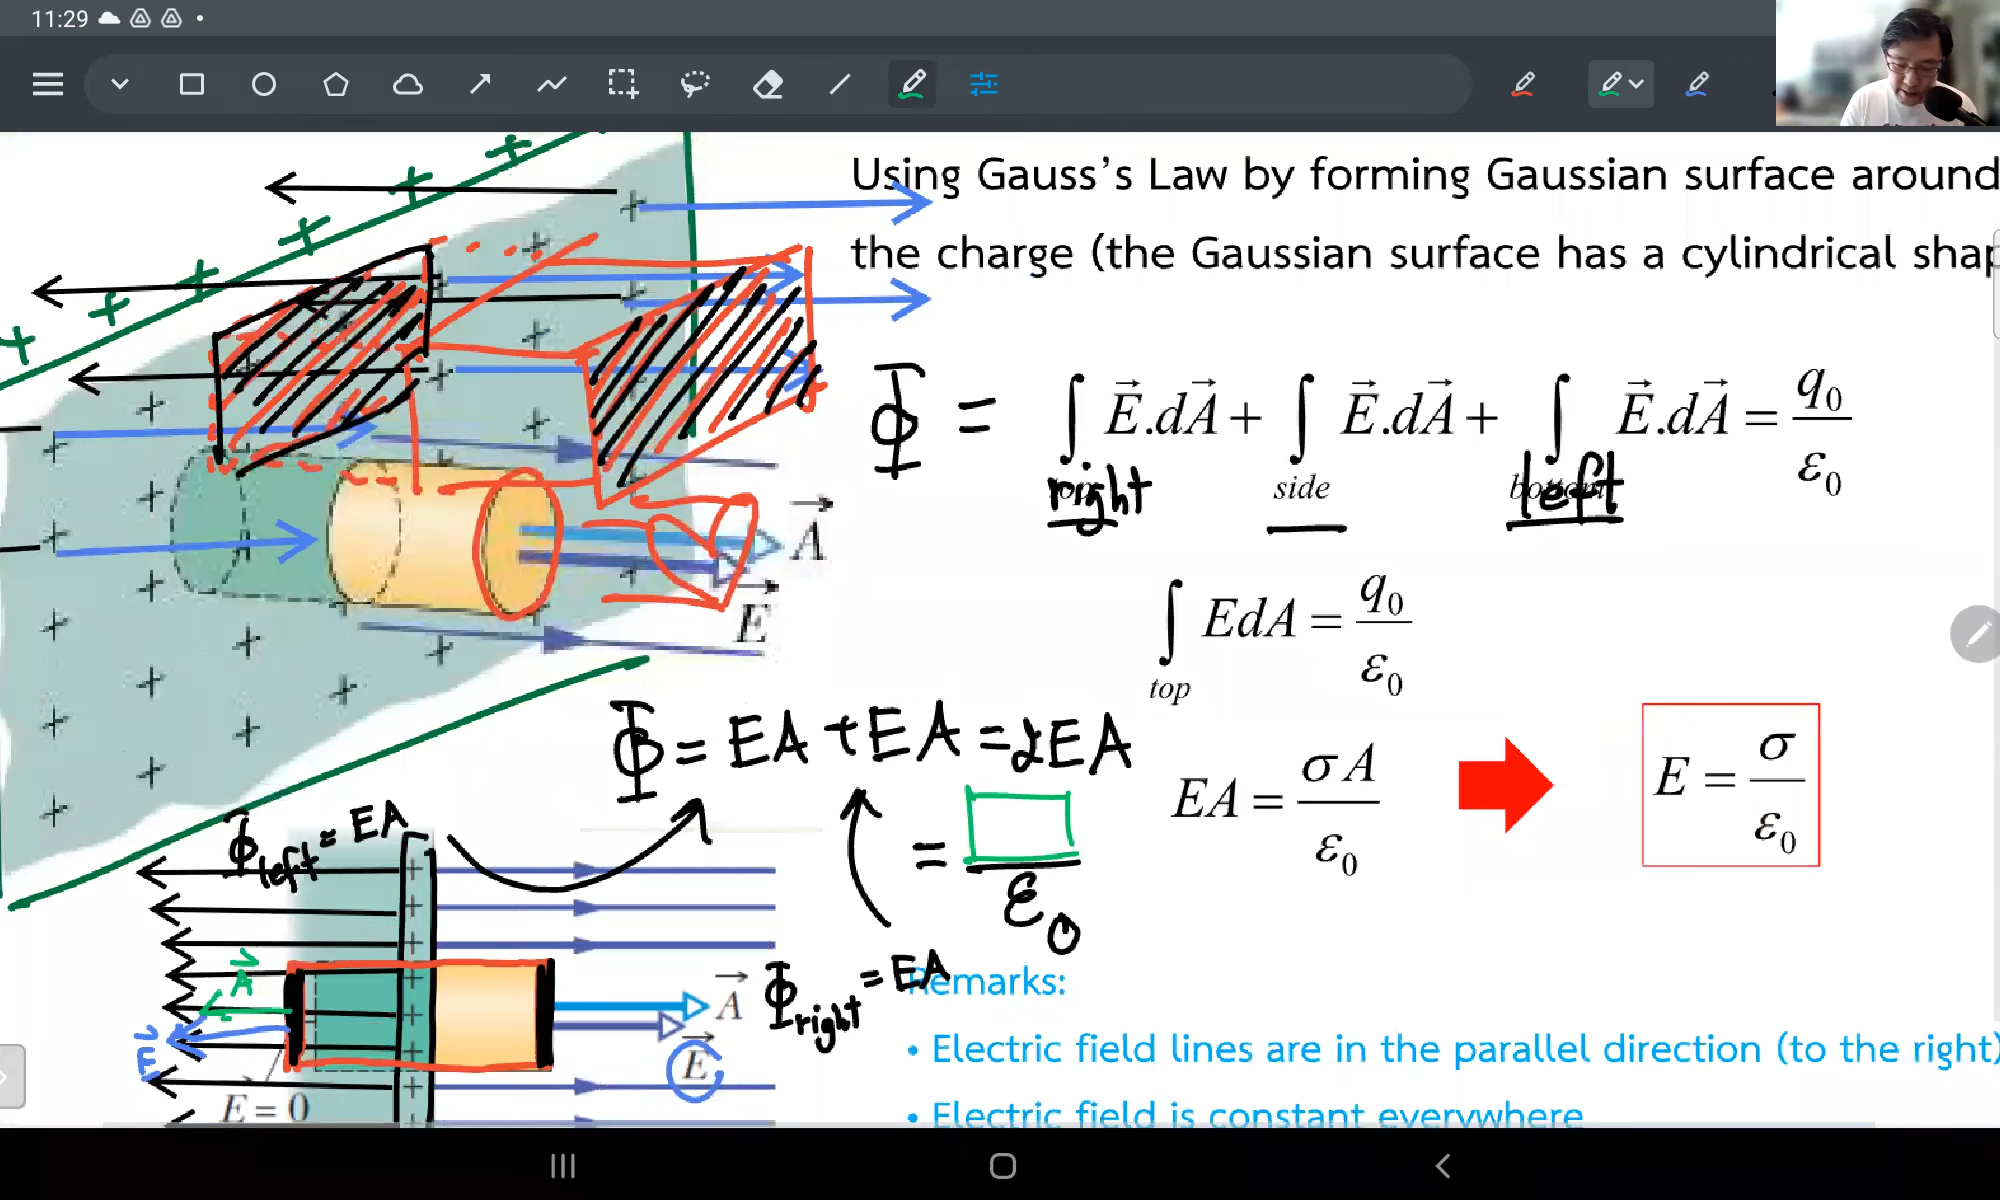 11:29
Using Gauss's Law by forming Gaussian surface around
the charge (the Gaussian surface has a cylindrical shap
Φ = ∫ E⃗.dA⃗ + ∫ E⃗.dA⃗ + ∫ E⃗.dA⃗ = q₀/ε₀
right side left
A⃗
E⃗
∫ EdA = q₀/ε₀
top
Φ = EA + EA = 2EA
= □/ε₀
EA = σA/ε₀
E = σ/ε₀
Φleft = EA
A⃗
E⃗
A⃗
E⃗
Φright = EA
E = 0
Remarks:
• Electric field lines are in the parallel direction (to the right)
• Electric field is constant everywhere